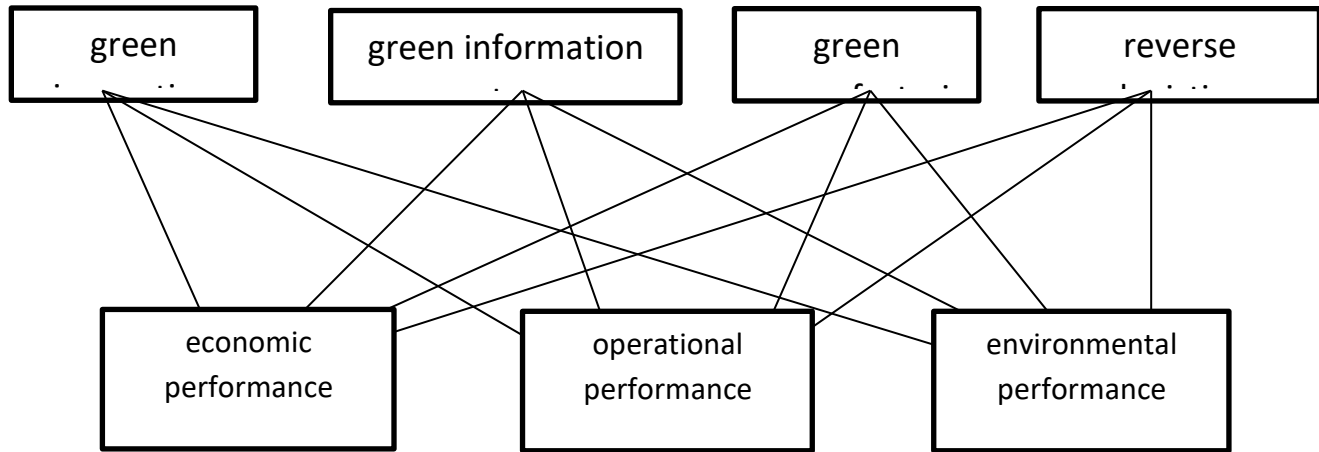 green
green information
green
reverse
economic
performance
operational
performance
environmental
performance